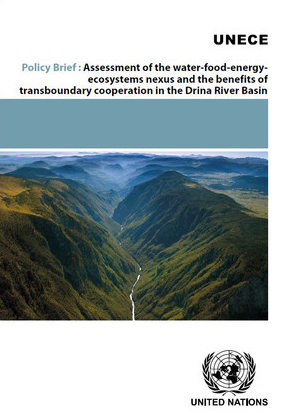 UNECE
Policy Brief : Assessment of the water-food-energy-
ecosystems nexus and the benefits of
transboundary cooperation in the Drina River Basin
UNITED NATIONS